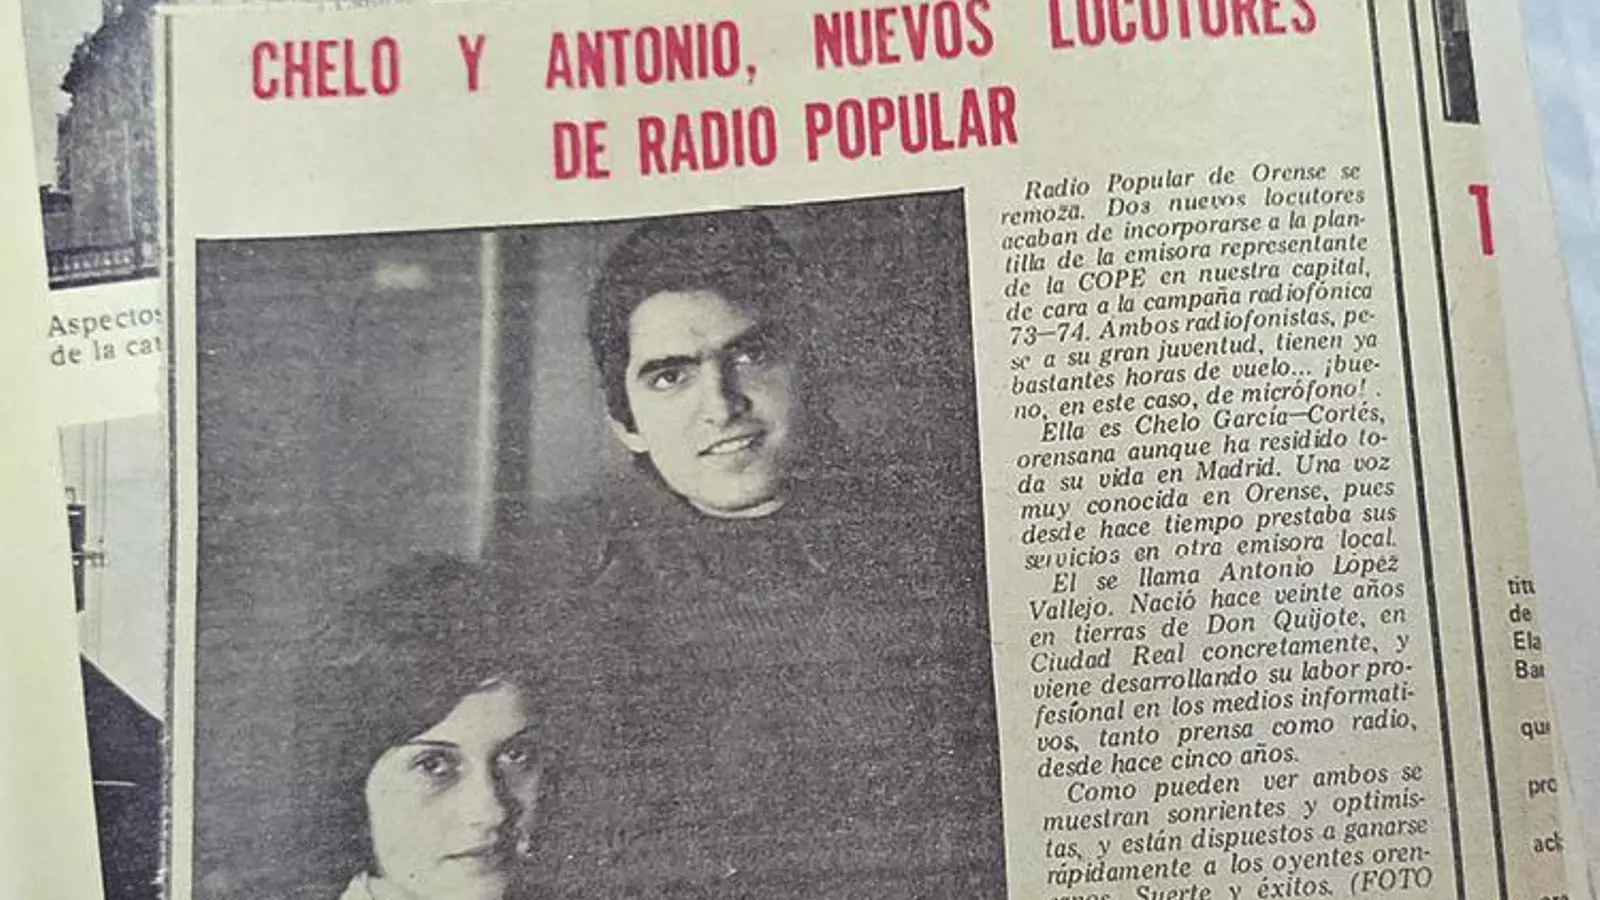 CHELO Y ANTONIO, NUEVOS LOCUTORES
DE RADIO POPULAR
Radio Popular de Orense se
remoza. Dos nuevos locutores
acaban de incorporarse a la plan-
tilla de la emisora representante
de la COPE en nuestra capital,
de cara a la campaña radiofónica
73—74. Ambos radiofonistas, pe-
se a su gran juventud, tienen ya
bastantes horas de vuelo... ¡bue-
no, en este caso, de micrófono! .
Ella es Chelo García—Cortés,
orensana aunque ha residido to-
da su vida en Madrid. Una voz
muy conocida en Orense, pues
desde hace tiempo prestaba sus
servicios en otra emisora local.
El se llama Antonio Lopéz
Vallejo. Nació hace veinte años
en tierras de Don Quijote, en
Ciudad Real concretamente, y
viene desarrollando su labor pro-
fesional en los medios informati-
vos, tanto prensa como radio,
desde hace cinco años.
Como pueden ver ambos se
muestran sonrientes y optimis-
tas, y están dispuestos a ganarse
rápidamente a los oyentes oren-
Suerte y éxitos. (FOTO
Aspectos
de la
T
titu
de
Ela
qu
pro